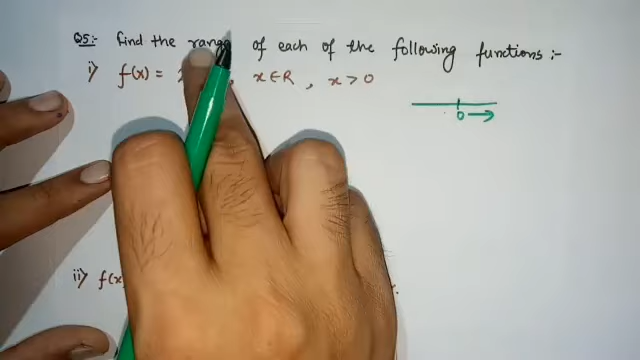 Q5:- Find the range of each of the following functions :-
i) f(x) = , x ∈ R , x > 0
0
ii) f(x